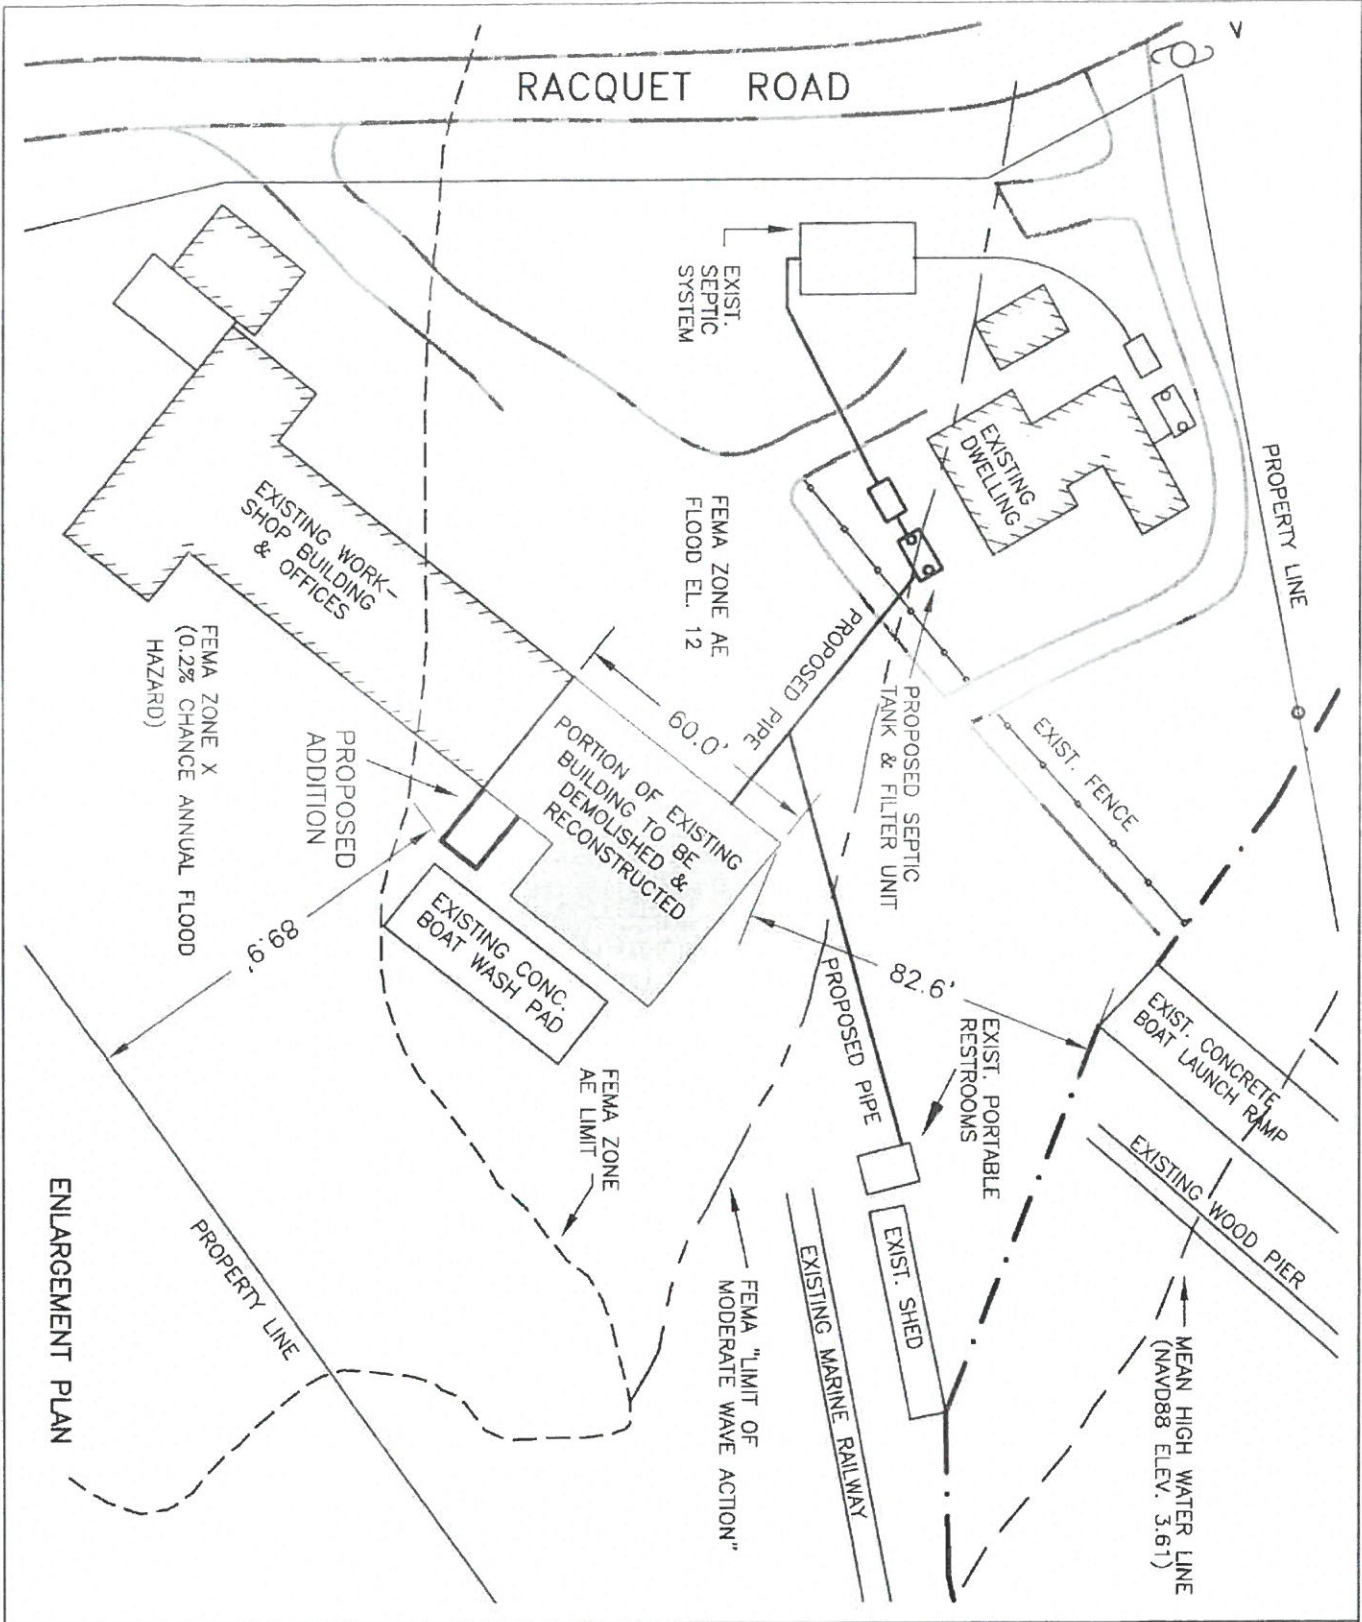 RACQUET ROAD
EXIST.
SEPTIC
SYSTEM
EXISTING
DWELLING
PROPERTY LINE
EXISTING WORK-
SHOP BUILDING
& OFFICES
FEMA ZONE AE
FLOOD EL. 12
PROPOSED PIPE
PROPOSED SEPTIC
TANK & FILTER UNIT
EXIST. FENCE
FEMA ZONE X
(0.2% CHANCE ANNUAL FLOOD
HAZARD)
PROPOSED
ADDITION
60.0'
PORTION OF EXISTING
BUILDING TO BE
DEMOLISHED &
RECONSTRUCTED
89.9'
EXISTING CONC.
BOAT WASH PAD
82.6'
PROPOSED PIPE
EXIST. PORTABLE
RESTROOMS
EXIST. CONCRETE
BOAT LAUNCH RAMP
EXISTING WOOD PIER
FEMA ZONE
AE LIMIT
EXIST. SHED
EXISTING MARINE RAILWAY
FEMA "LIMIT OF
MODERATE WAVE ACTION"
MEAN HIGH WATER LINE
(NAVD88 ELEV. 3.61)
PROPERTY LINE
ENLARGEMENT PLAN